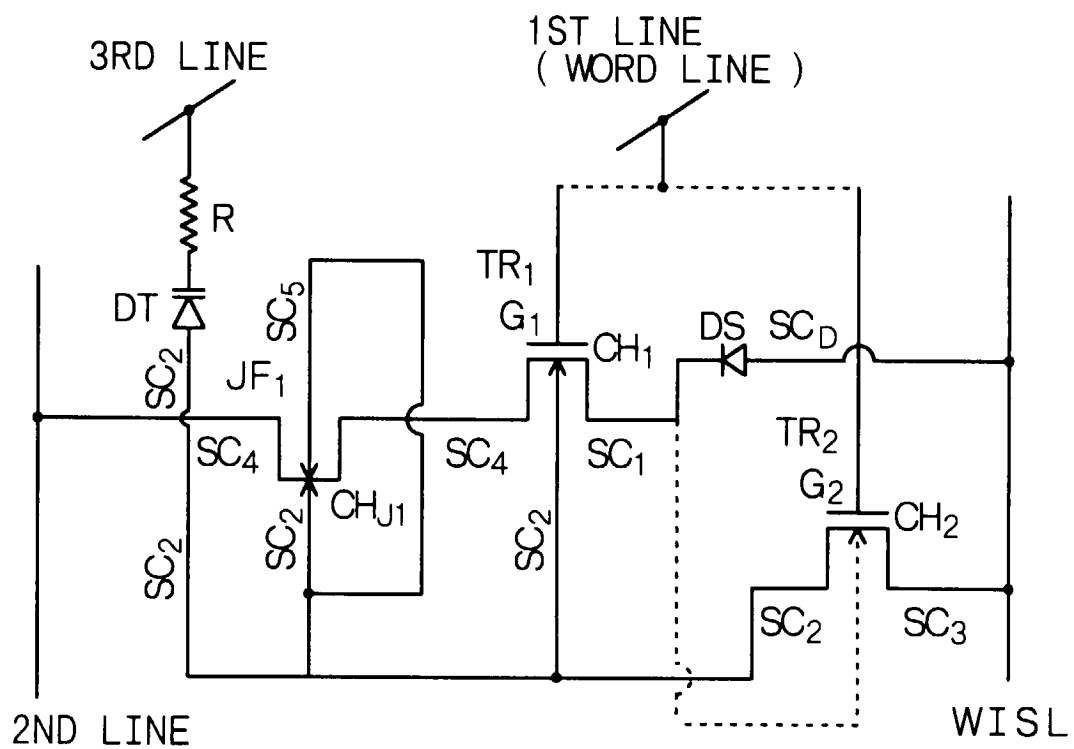 3RD LINE
1ST LINE
( WORD LINE )
R
DT
SC5
TR1
G1
CH1
DS
SCD
SC2
JF1
SC4
SC4
SC1
TR2
G2
CH2
CHJ1
SC2
SC2
SC2
SC2
SC3
2ND LINE
WISL